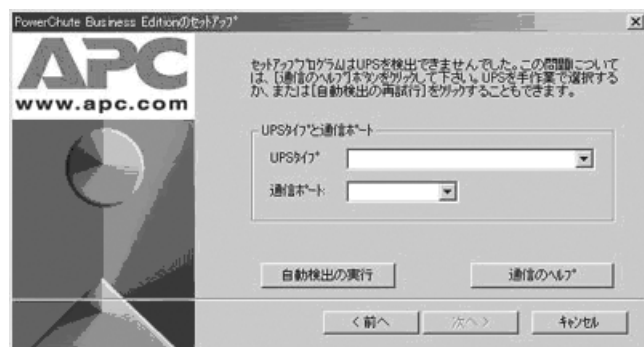 PowerChute Business Editionのｾｯﾄｱｯﾌﾟ
APC
www.apc.com
ｾｯﾄｱｯﾌﾟﾌﾟﾛｸﾞﾗﾑはUPSを検出できませんでした。この問題について
は、[通信のﾍﾙﾌﾟ]ﾎﾞﾀﾝをｸﾘｯｸして下さい。UPSを手作業で選択する
か、または[自動検出の再試行]をｸﾘｯｸすることもできます。
UPSﾀｲﾌﾟと通信ﾎﾟｰﾄ
UPSﾀｲﾌﾟ
通信ﾎﾟｰﾄ:
自動検出の実行
通信のﾍﾙﾌﾟ
< 前へ
次へ >
ｷｬﾝｾﾙ